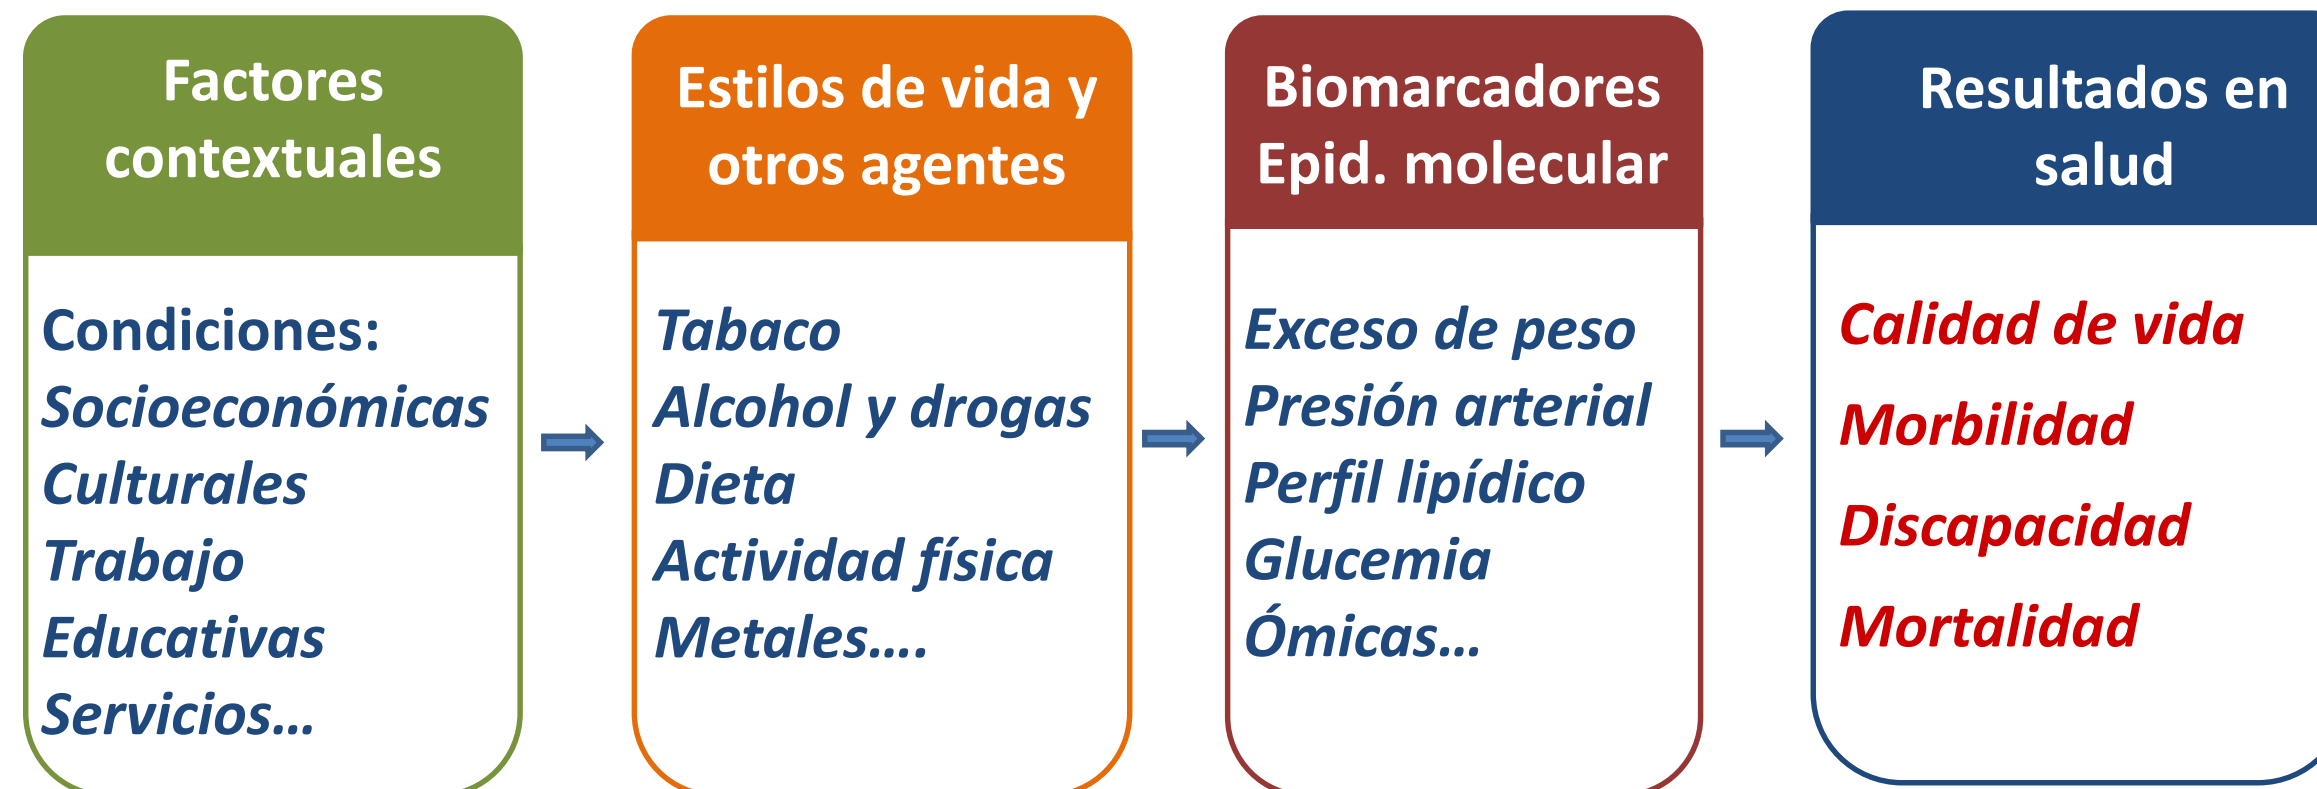 Factores
contextuales
Condiciones:
Socioeconómicas
Culturales
Trabajo
Educativas
Servicios...
Estilos de vida y
otros agentes
Tabaco
Alcohol y drogas
Dieta
Actividad física
Metales....
Biomarcadores
Epid. molecular
Exceso de peso
Presión arterial
Perfil lipídico
Glucemia
Ómicas...
Resultados en
salud
Calidad de vida
Morbilidad
Discapacidad
Mortalidad